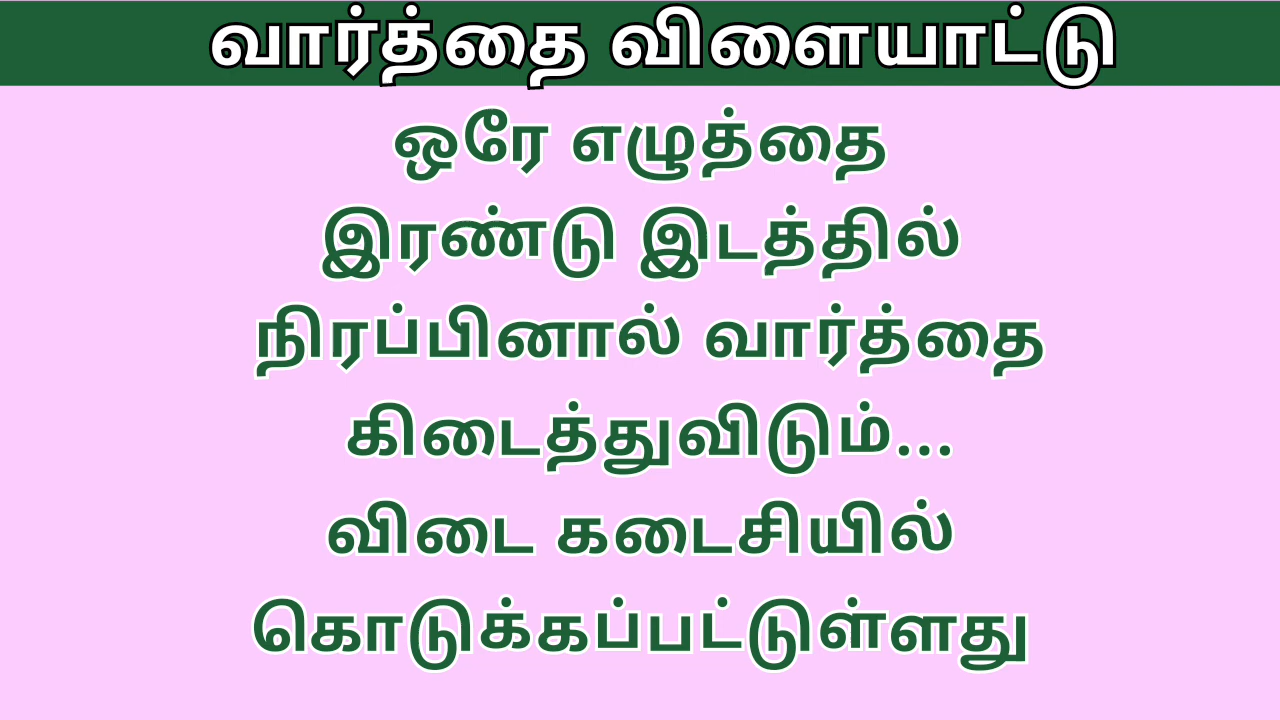 வார்த்தை விளையாட்டு
ஒரே எழுத்தை
இரண்டு இடத்தில்
நிரப்பினால் வார்த்தை
கிடைத்துவிடும்...
விடை கடைசியில்
கொடுக்கப்பட்டுள்ளது